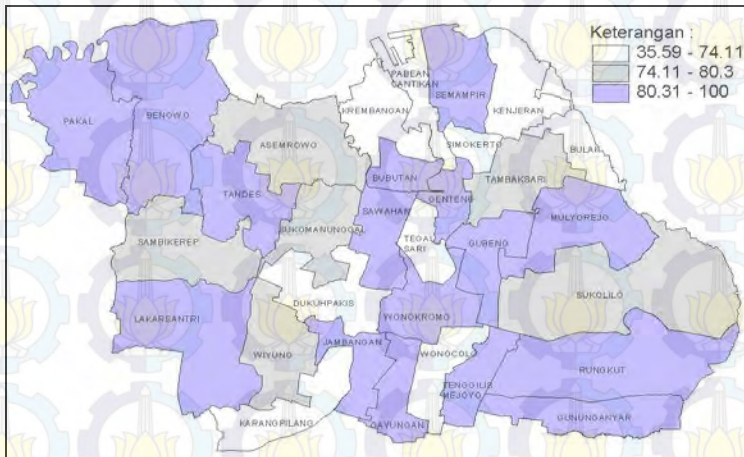 Keterangan :
35.59 - 74.11
74.11 - 80.3
80.31 - 100
PABEAN
CANTIKAN
SEMAMPIR
KREMBANGAN
KENJERAN
PAKAL
BENOWO
ASEMROWO
SIMOKERTO
BULAK
BUBUTAN
TAMBAKSARI
TANDES
GENTENG
SAWAHAN
MULYOREJO
SUKOMANUNGGAL
TEGAL
SARI
GUBENG
SAMBIKEREP
SUKOLILO
DUKUHPAKIS
LAKARSANTRI
WONOKROMO
JAMBANGAN
WIYUNG
WONOCOLO
TENGGILIS
MEJOYO
RUNGKUT
KARANGPILANG
GAYUNGAN
GUNUNGANYAR